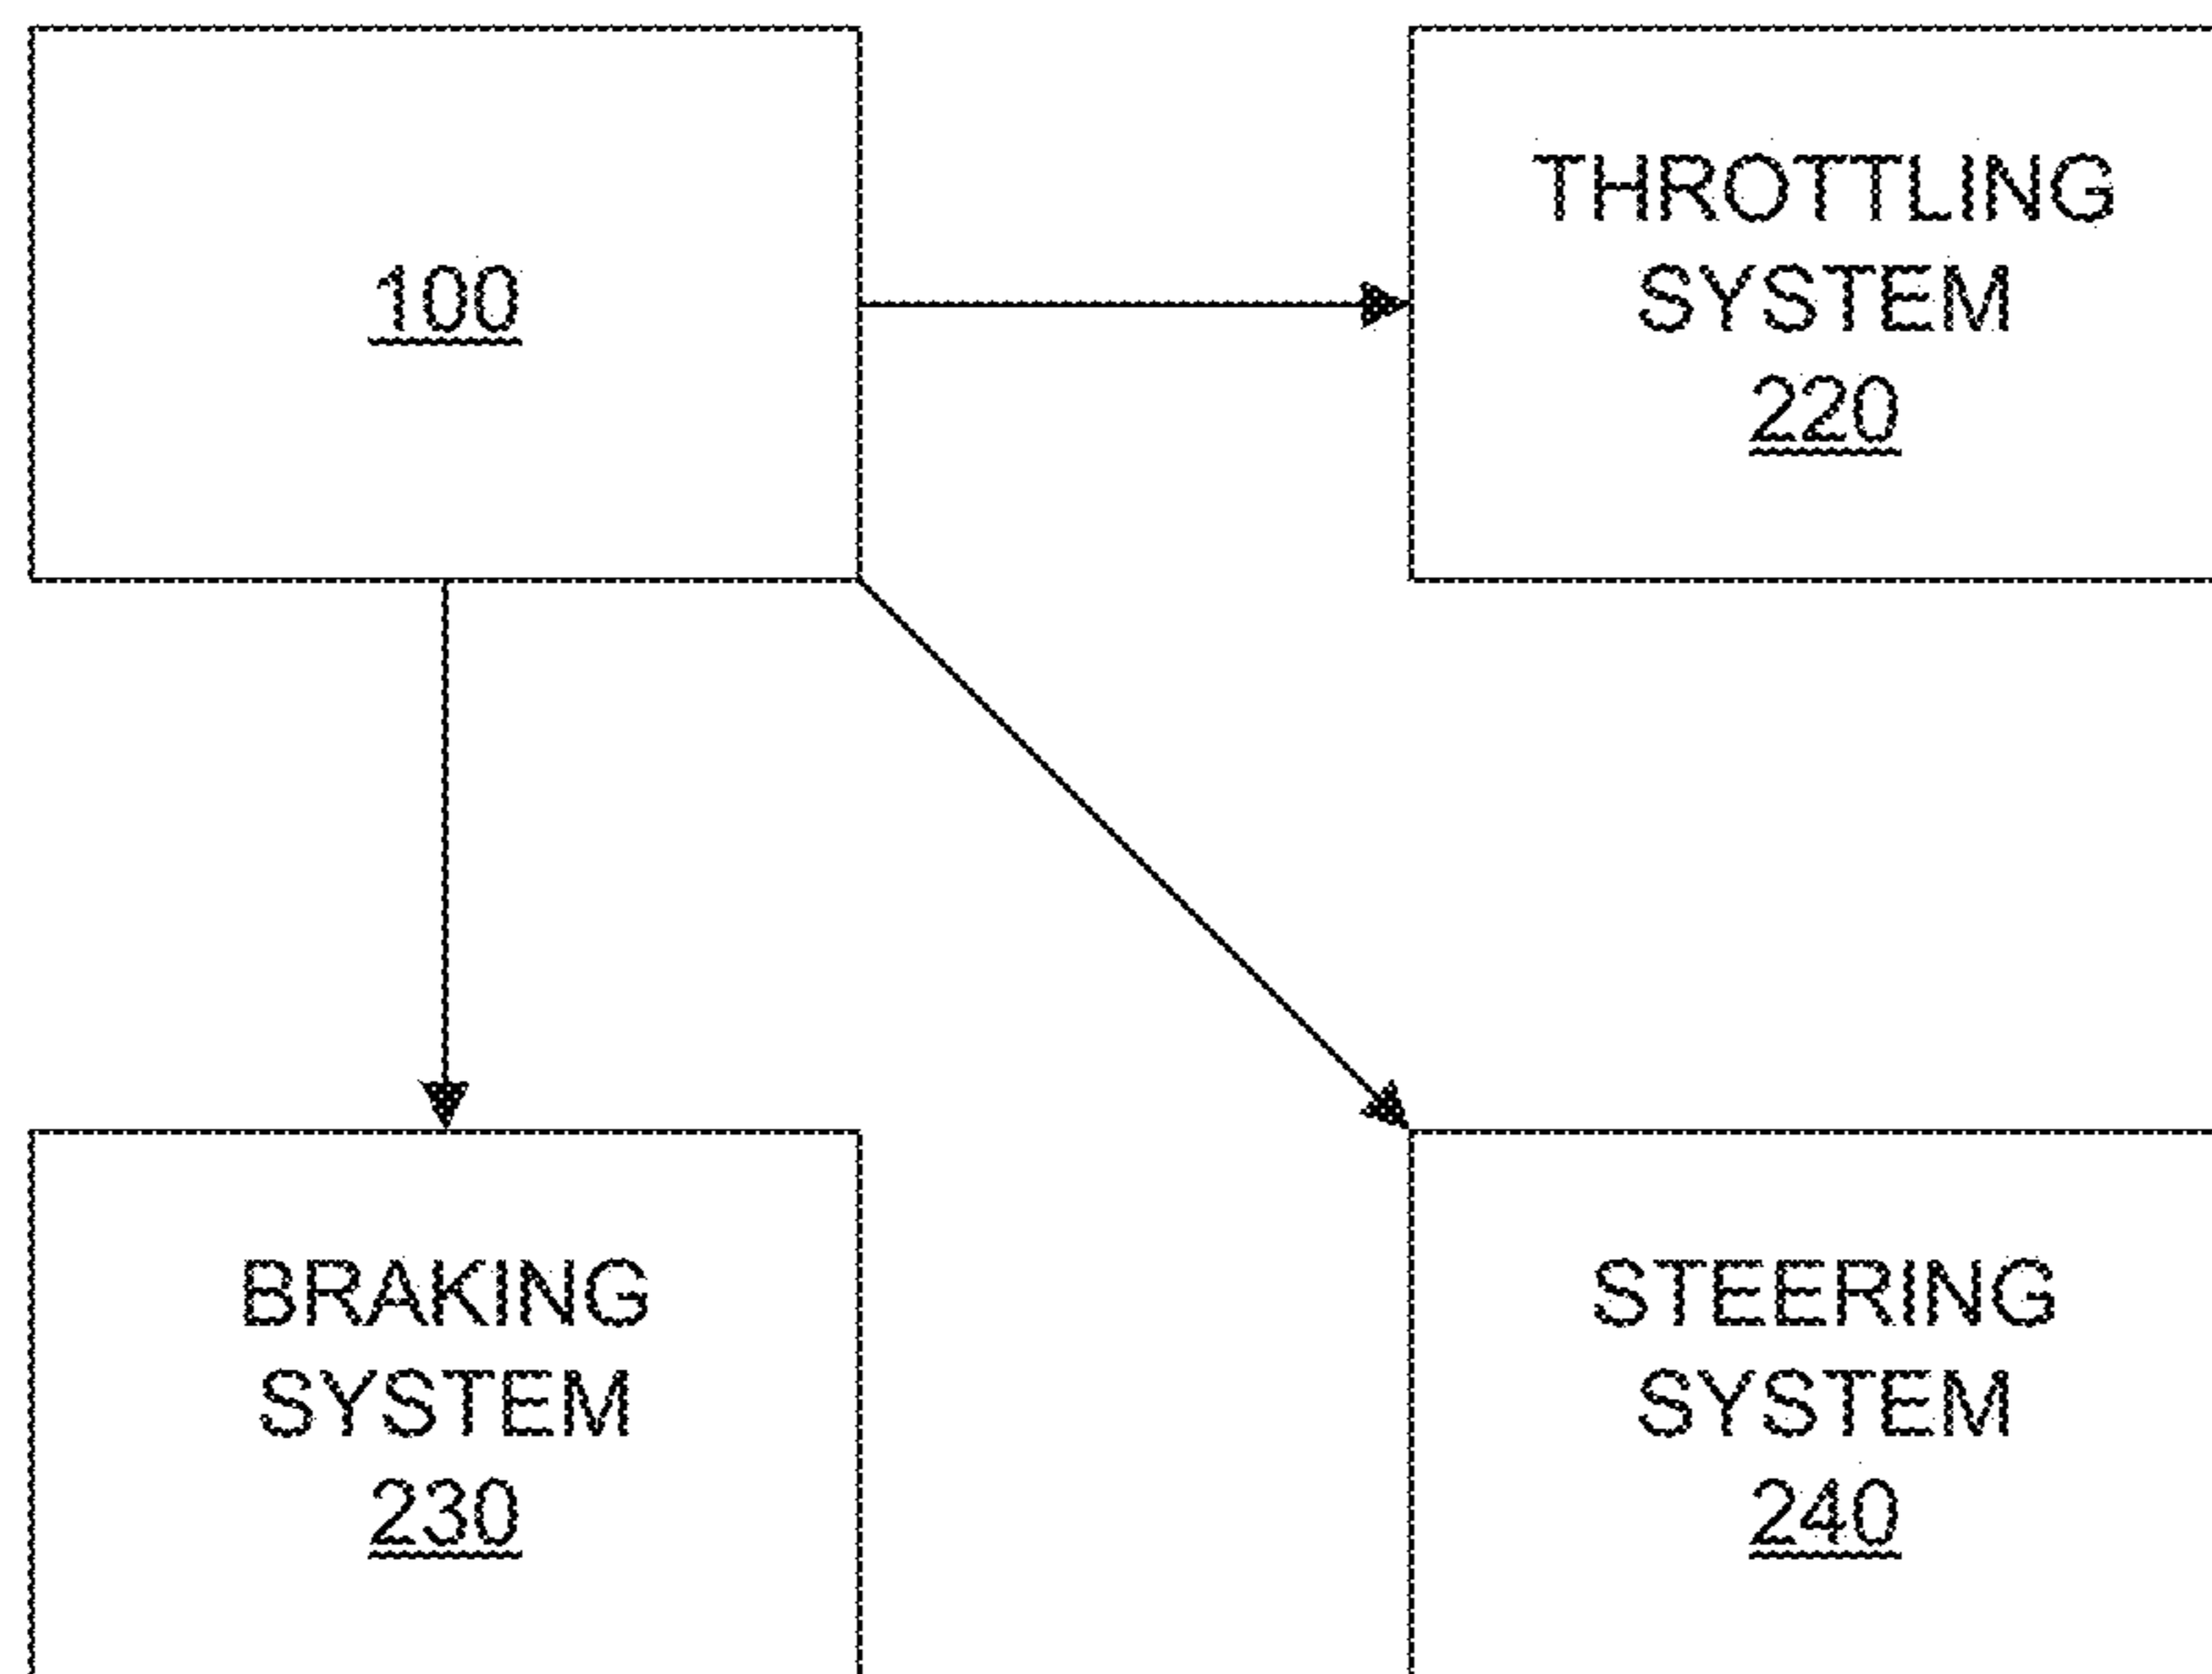 100
THROTTLING
SYSTEM
220
BRAKING
SYSTEM
230
STEERING
SYSTEM
240